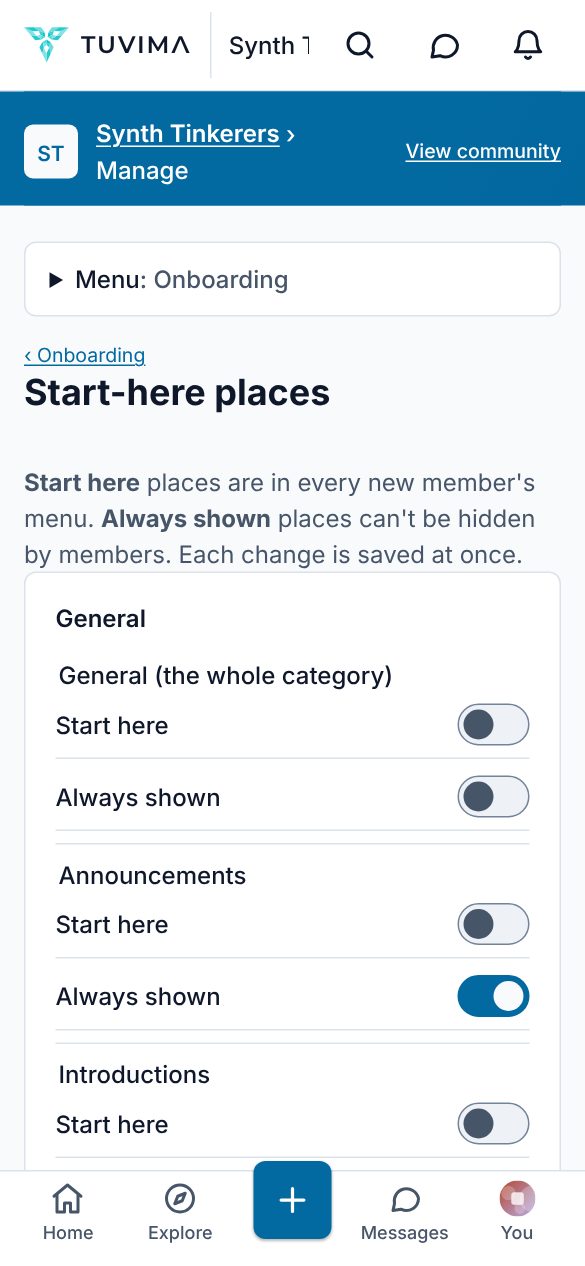 TUVIMA
Synth T
ST
Synth Tinkerers ›
Manage
View community
Menu: Onboarding
‹ Onboarding
Start-here places
Start here places are in every new member's
menu. Always shown places can't be hidden
by members. Each change is saved at once.
General
General (the whole category)
Start here
Always shown
Announcements
Start here
Always shown
Introductions
Start here
Home
Explore
Messages
You